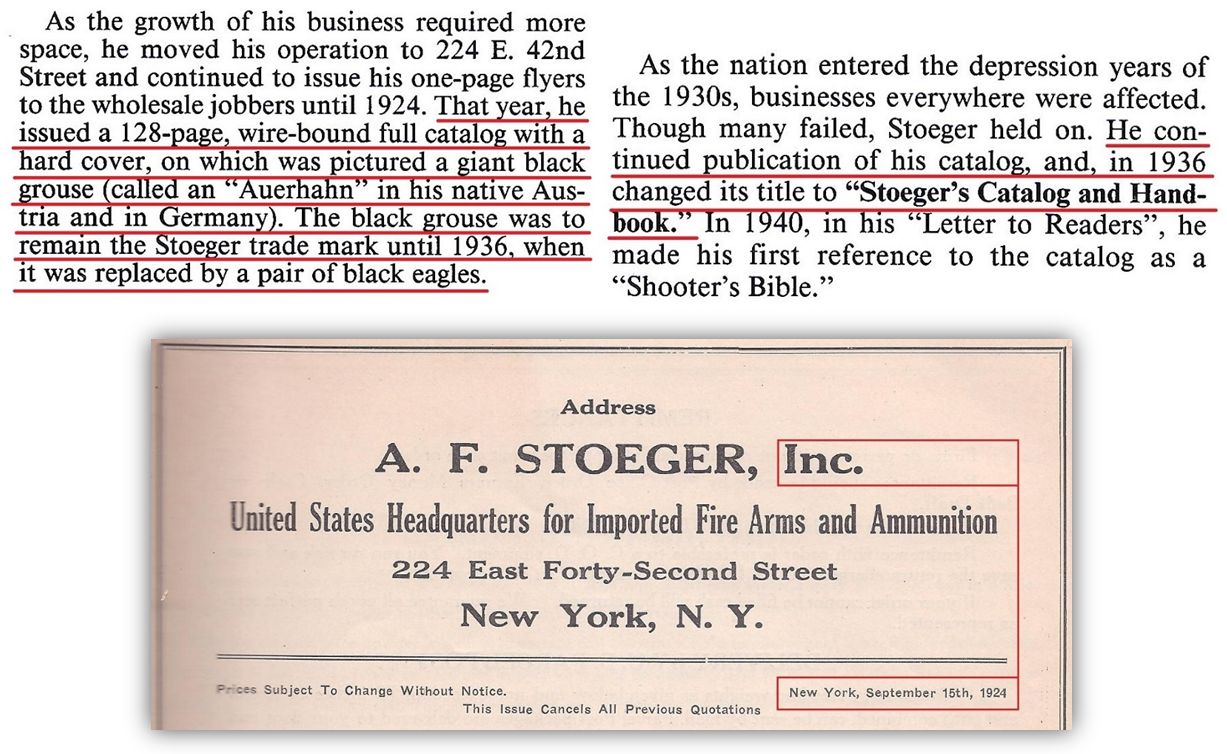 As the growth of his business required more
space, he moved his operation to 224 E. 42nd
Street and continued to issue his one-page flyers
to the wholesale jobbers until 1924. That year, he
issued a 128-page, wire-bound full catalog with a
hard cover, on which was pictured a giant black
grouse (called an “Auerhahn” in his native Aus-
tria and in Germany). The black grouse was to
remain the Stoeger trade mark until 1936, when
it was replaced by a pair of black eagles.
As the nation entered the depression years of
the 1930s, businesses everywhere were affected.
Though many failed, Stoeger held on. He con-
tinued publication of his catalog, and, in 1936
changed its title to “Stoeger’s Catalog and Hand-
book.” In 1940, in his “Letter to Readers”, he
made his first reference to the catalog as a
“Shooter’s Bible.”
Address
A. F. STOEGER, Inc.
United States Headquarters for Imported Fire Arms and Ammunition
224 East Forty-Second Street
New York, N. Y.
Prices Subject To Change Without Notice.
New York, September 15th, 1924
This Issue Cancels All Previous Quotations